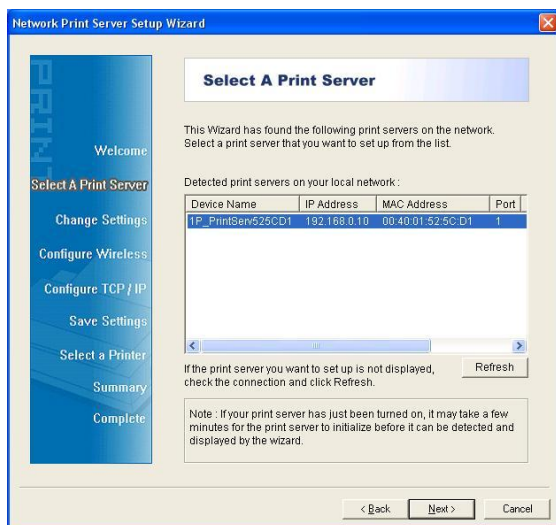 Network Print Server Setup Wizard
PRINT
Welcome
Select A Print Server
Change Settings
Configure Wireless
Configure TCP / IP
Save Settings
Select a Printer
Summary
Complete
Select A Print Server
This Wizard has found the following print servers on the network.
Select a print server that you want to set up from the list.
Detected print servers on your local network :
Device Name IP Address MAC Address Port
1P_PrintServ525CD1 192.168.0.10 00:40:01:52:5C:D1 1
If the print server you want to set up is not displayed,
check the connection and click Refresh.
Refresh
Note : If your print server has just been turned on, it may take a few
minutes for the print server to initialize before it can be detected and
displayed by the wizard.
< Back
Next >
Cancel